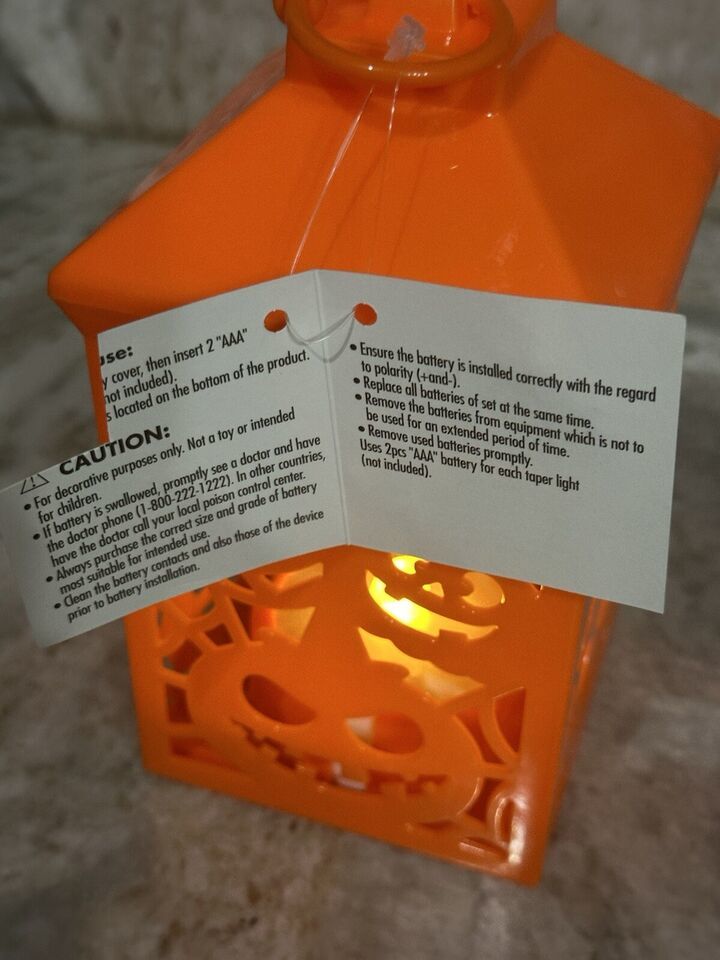 use:
y cover, then insert 2 "AAA"
not included).
s located on the bottom of the product.
CAUTION:
• For decorative purposes only. Not a toy or intended
for children.
• If battery is swallowed, promptly see a doctor and have
the doctor phone (1-800-222-1222). In other countries,
have the doctor call your local poison control center.
• Always purchase the correct size and grade of battery
most suitable for intended use.
• Clean the battery contacts and also those of the device
prior to battery installation.
• Ensure the battery is installed correctly with the regard
to polarity (+and-).
• Replace all batteries of set at the same time.
• Remove the batteries from equipment which is not to
be used for an extended period of time.
• Remove used batteries promptly.
Uses 2pcs "AAA" battery for each taper light
(not included).